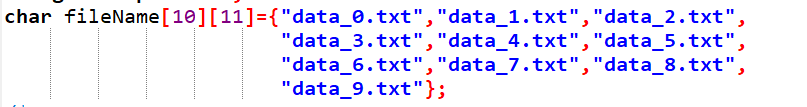 char fileName[10][11]={"data_0.txt","data_1.txt","data_2.txt",
"data_3.txt","data_4.txt","data_5.txt",
"data_6.txt","data_7.txt","data_8.txt",
"data_9.txt"};